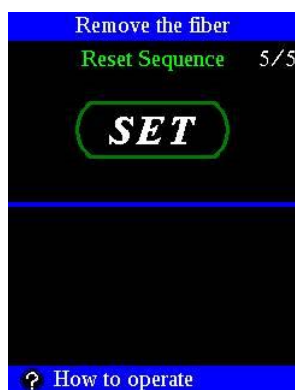 Remove the fiber
Reset Sequence 5/5
SET
? How to operate